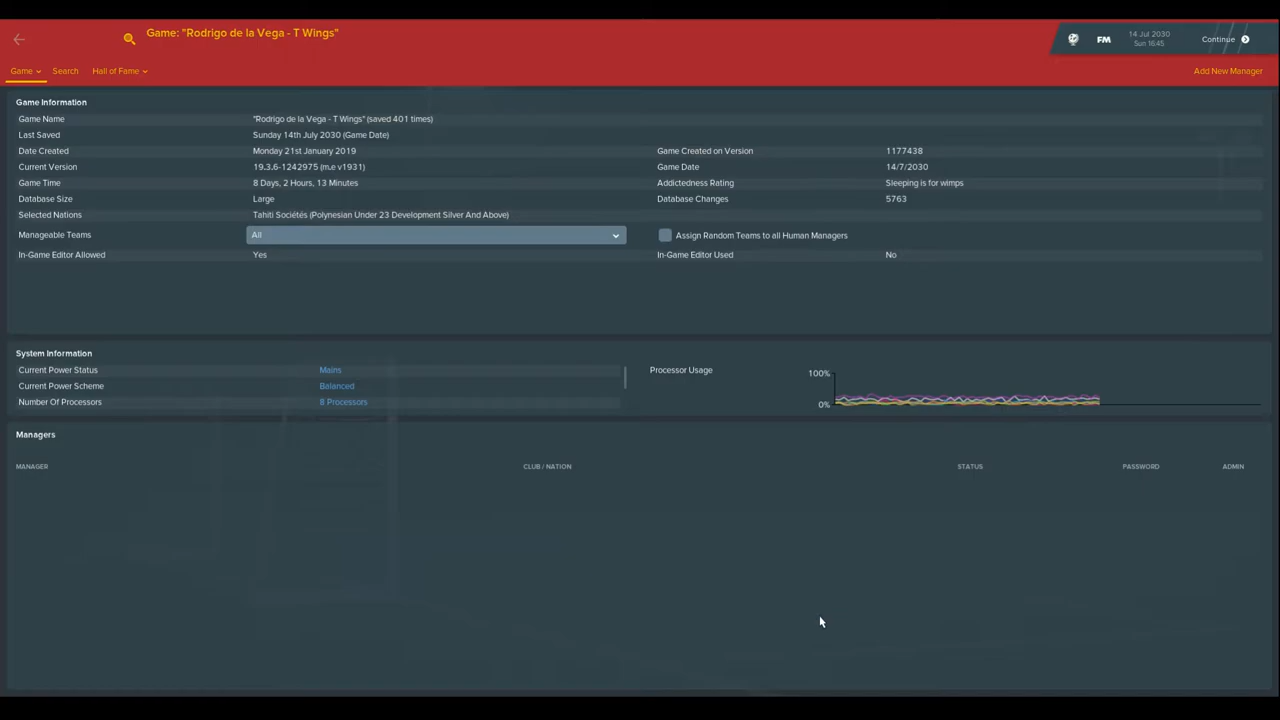 Game: "Rodrigo de la Vega - T Wings"
FM
14 Jul 2030
Sun 16:45
Continue
Game
Search
Hall of Fame
Add New Manager
Game Information
Game Name "Rodrigo de la Vega - T Wings" (saved 401 times)
Last Saved Sunday 14th July 2030 (Game Date)
Date Created Monday 21st January 2019 Game Created on Version 1177438
Current Version 19.3.6-1242975 (m.e v1931) Game Date 14/7/2030
Game Time 8 Days, 2 Hours, 13 Minutes Addictedness Rating Sleeping is for wimps
Database Size Large Database Changes 5763
Selected Nations Tahiti Sociétés (Polynesian Under 23 Development Silver And Above)
Manageable Teams All Assign Random Teams to all Human Managers
In-Game Editor Allowed Yes In-Game Editor Used No
System Information
Current Power Status Mains Processor Usage 100%
Current Power Scheme Balanced
Number Of Processors 8 Processors 0%
Managers
MANAGER CLUB / NATION STATUS PASSWORD ADMIN